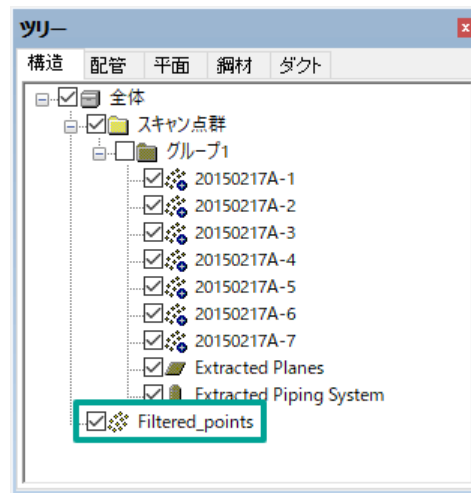 ツリー
構造 配管 平面 鋼材 ダクト
全体
スキャン点群
グループ1
20150217A-1
20150217A-2
20150217A-3
20150217A-4
20150217A-5
20150217A-6
20150217A-7
Extracted Planes
Extracted Piping System
Filtered_points